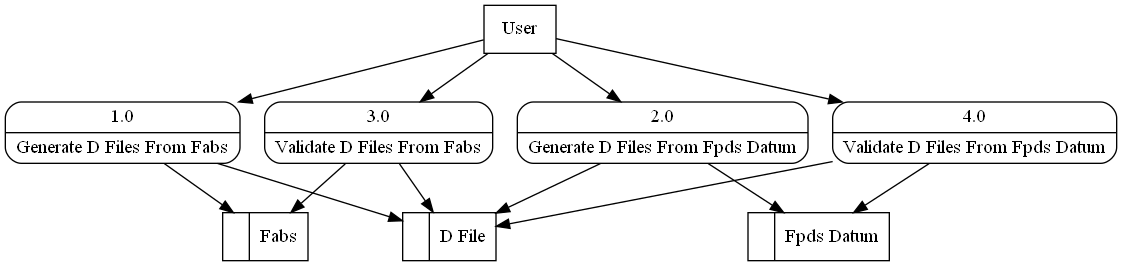 User
1.0
Generate D Files From Fabs
3.0
Validate D Files From Fabs
2.0
Generate D Files From Fpds Datum
4.0
Validate D Files From Fpds Datum
Fabs
D File
Fpds Datum